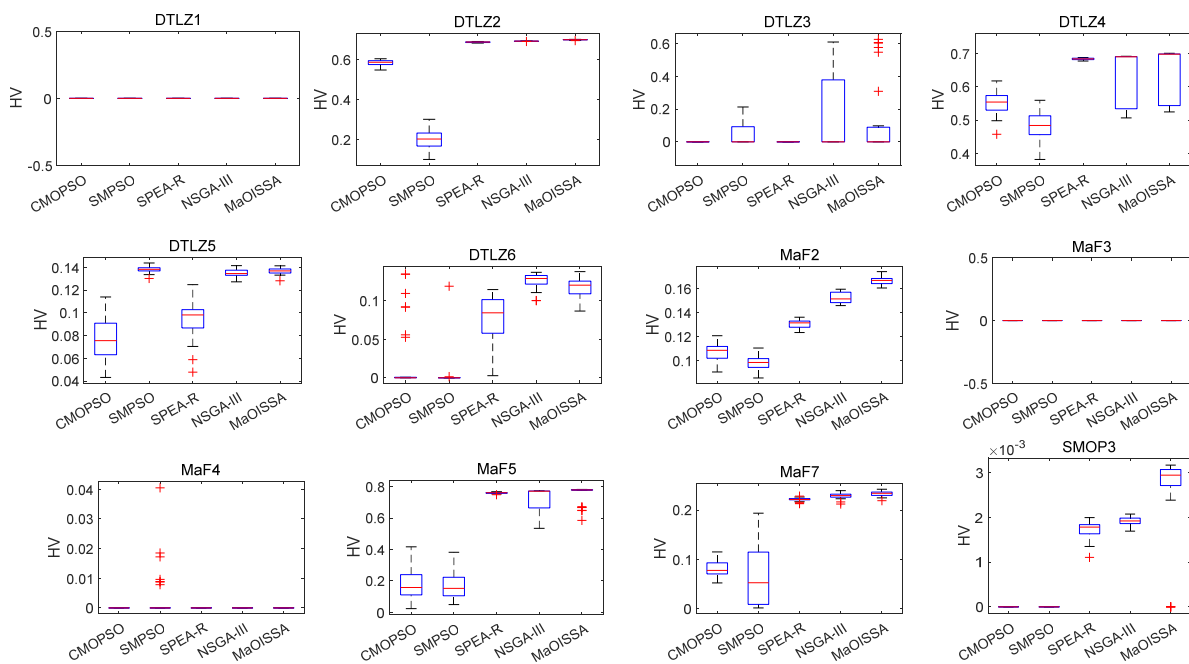 DTLZ1
HV
0.5
0
-0.5
CMOPSO
SMPSO
SPEA-R
NSGA-III
MaOISSA
DTLZ2
HV
0.6
0.4
0.2
CMOPSO
SMPSO
SPEA-R
NSGA-III
MaOISSA
DTLZ3
HV
0.6
0.4
0.2
0
CMOPSO
SMPSO
SPEA-R
NSGA-III
MaOISSA
DTLZ4
HV
0.7
0.6
0.5
0.4
CMOPSO
SMPSO
SPEA-R
NSGA-III
MaOISSA
DTLZ5
HV
0.14
0.12
0.1
0.08
0.06
0.04
CMOPSO
SMPSO
SPEA-R
NSGA-III
MaOISSA
DTLZ6
HV
0.1
0.05
0
CMOPSO
SMPSO
SPEA-R
NSGA-III
MaOISSA
MaF2
HV
0.16
0.14
0.12
0.1
CMOPSO
SMPSO
SPEA-R
NSGA-III
MaOISSA
MaF3
HV
0.5
0
-0.5
CMOPSO
SMPSO
SPEA-R
NSGA-III
MaOISSA
MaF4
HV
0.04
0.03
0.02
0.01
0
CMOPSO
SMPSO
SPEA-R
NSGA-III
MaOISSA
MaF5
HV
0.8
0.6
0.4
0.2
0
CMOPSO
SMPSO
SPEA-R
NSGA-III
MaOISSA
MaF7
HV
0.2
0.1
0
CMOPSO
SMPSO
SPEA-R
NSGA-III
MaOISSA
SMOP3
×10⁻³
HV
3
2
1
0
CMOPSO
SMPSO
SPEA-R
NSGA-III
MaOISSA